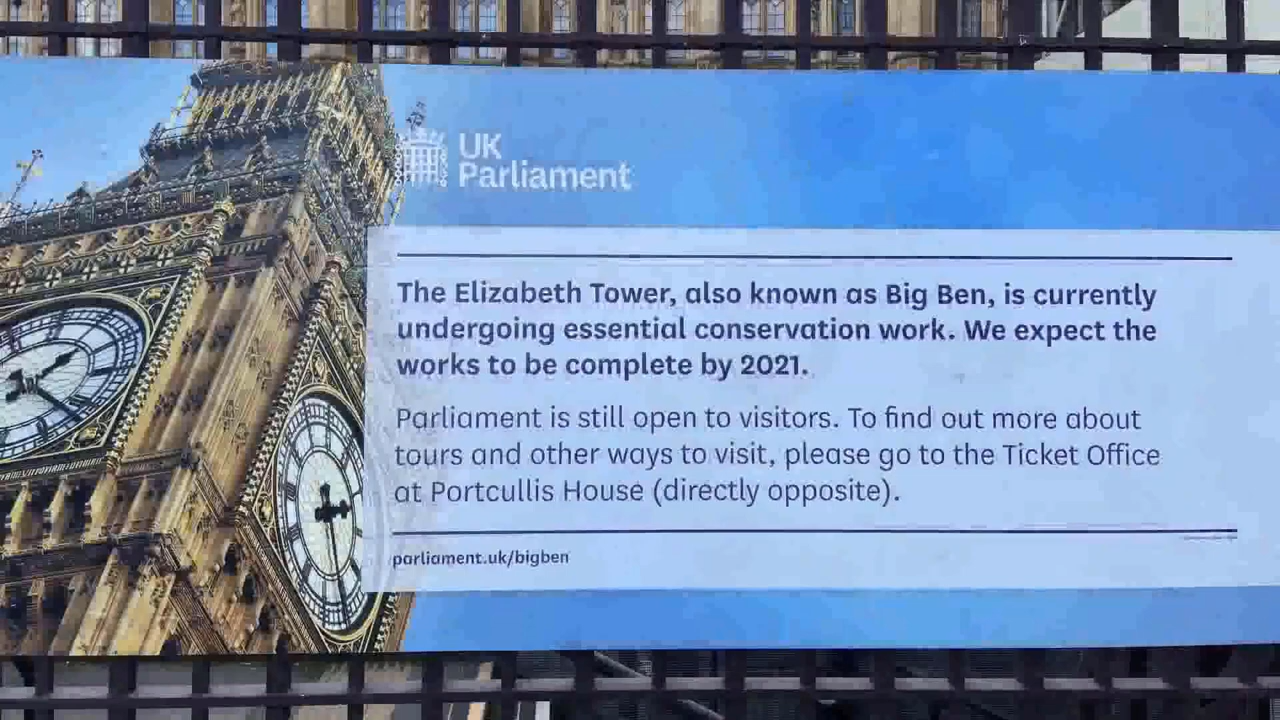 UK
Parliament
The Elizabeth Tower, also known as Big Ben, is currently
undergoing essential conservation work. We expect the
works to be complete by 2021.
Parliament is still open to visitors. To find out more about
tours and other ways to visit, please go to the Ticket Office
at Portcullis House (directly opposite).
parliament.uk/bigben